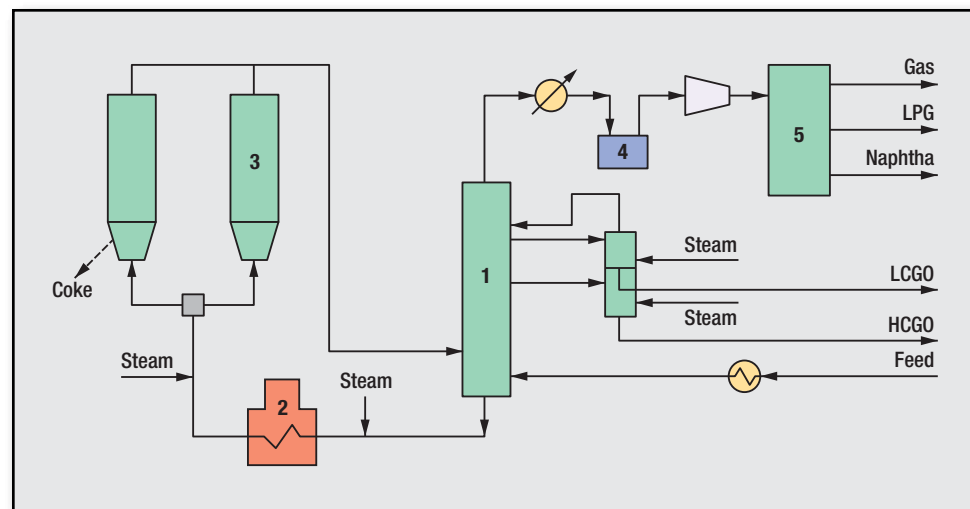 Gas
LPG
Naphtha
4
5
3
Steam
1
LCGO
Coke
Steam
HCGO
Steam
Steam
Feed
2